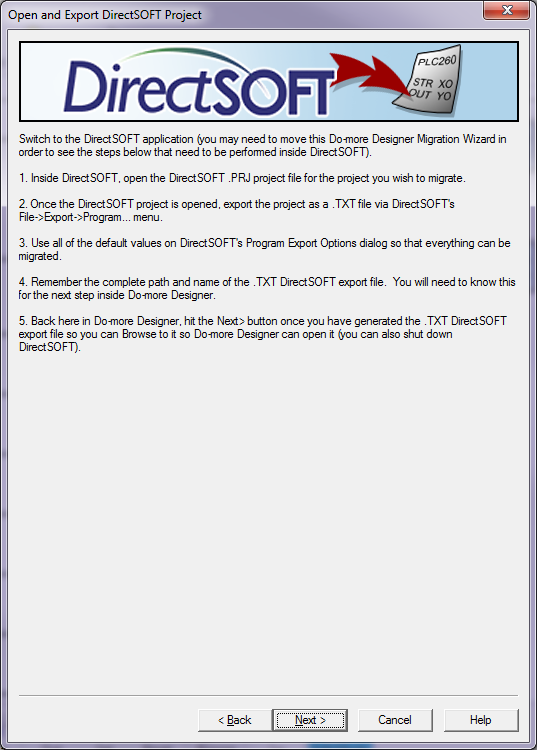 Open and Export DirectSOFT Project
DirectSOFT
PLC260
STR XO
OUT YO
Switch to the DirectSOFT application (you may need to move this Do-more Designer Migration Wizard in
order to see the steps below that need to be performed inside DirectSOFT).
1. Inside DirectSOFT, open the DirectSOFT .PRJ project file for the project you wish to migrate.
2. Once the DirectSOFT project is opened, export the project as a .TXT file via DirectSOFT's
File->Export->Program... menu.
3. Use all of the default values on DirectSOFT's Program Export Options dialog so that everything can be
migrated.
4. Remember the complete path and name of the .TXT DirectSOFT export file.  You will need to know this
for the next step inside Do-more Designer.
5. Back here in Do-more Designer, hit the Next> button once you have generated the .TXT DirectSOFT
export file so you can Browse to it so Do-more Designer can open it (you can also shut down
DirectSOFT).
< Back
Next >
Cancel
Help